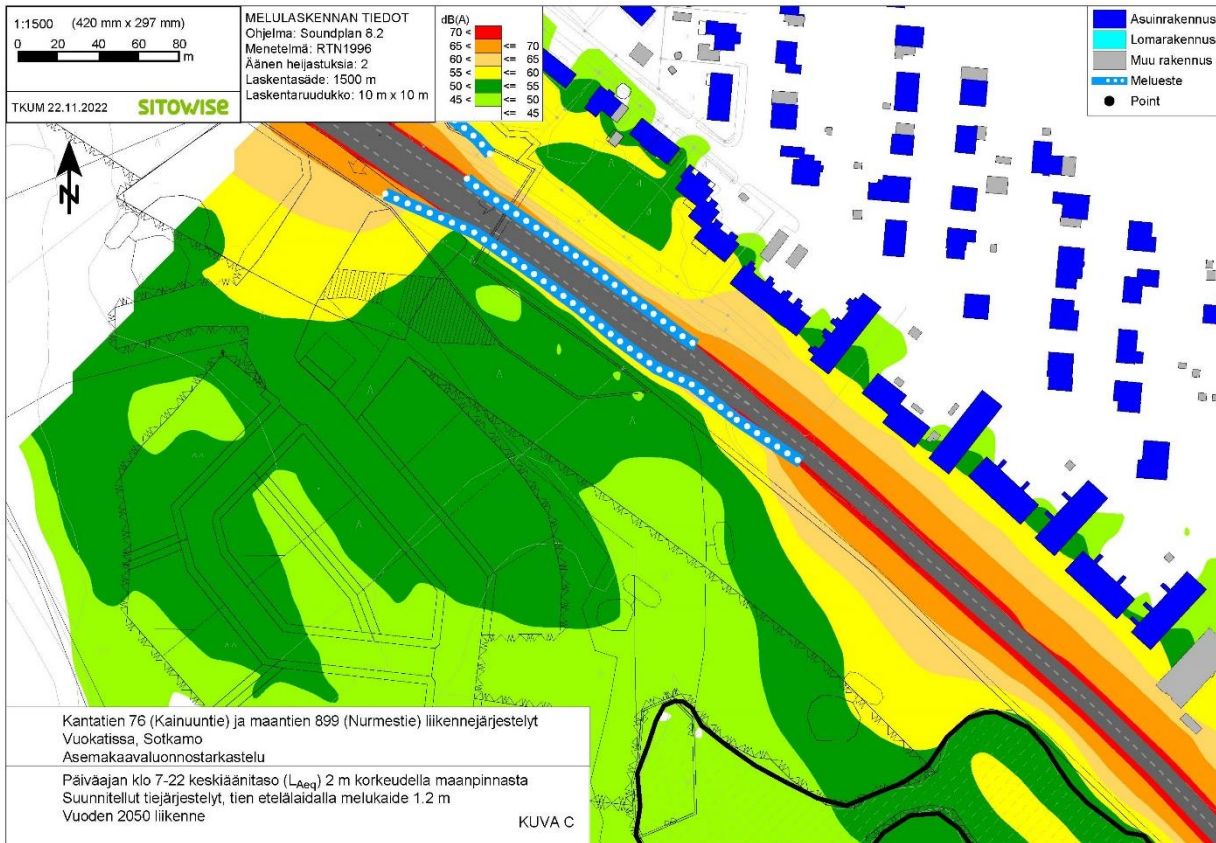 1:1500 (420 mm x 297 mm)
0 20 40 60 80
m
TKUM 22.11.2022 SITOWISE
MELULASKENNAN TIEDOT
Ohjelma: Soundplan 8.2
Menetelmä: RTN1996
Äänen heijastuksia: 2
Laskentasäde: 1500 m
Laskentaruudukko: 10 m x 10 m
dB(A)
70 <
65 < <= 70
60 < <= 65
55 < <= 60
50 < <= 55
45 < <= 50
<= 45
Asuinrakennus
Lomarakennus
Muu rakennus
Melueste
Point
N
Kantatien 76 (Kainuuntie) ja maantien 899 (Nurmestie) liikennejärjestelyt
Vuokatissa, Sotkamo
Asemakaavaluonnostarkastelu
Päiväajan klo 7-22 keskiäänitaso (LAeq) 2 m korkeudella maanpinnasta
Suunnitellut tiejärjestelyt, tien etelälaidalla melukaide 1.2 m
Vuoden 2050 liikenne
KUVA C